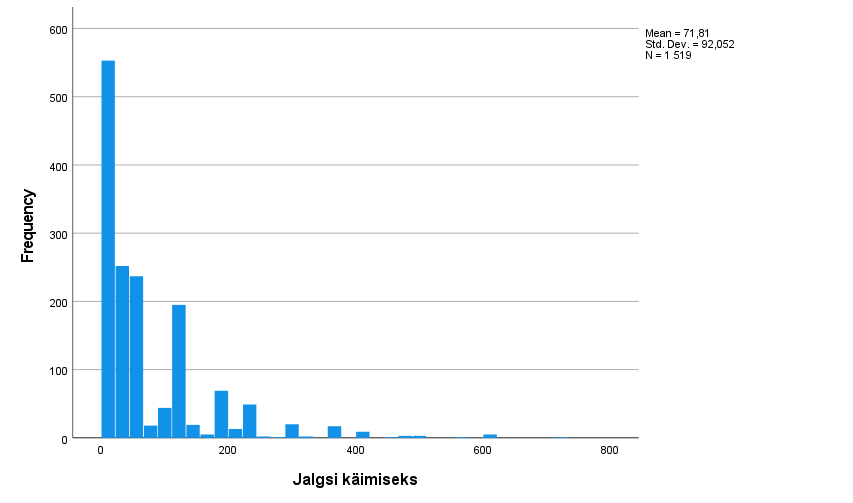 Mean = 71,81
Std. Dev. = 92,052
N = 1 519
600
500
400
300
200
100
0
Frequency
0 200 400 600 800
Jalgsi käimiseks